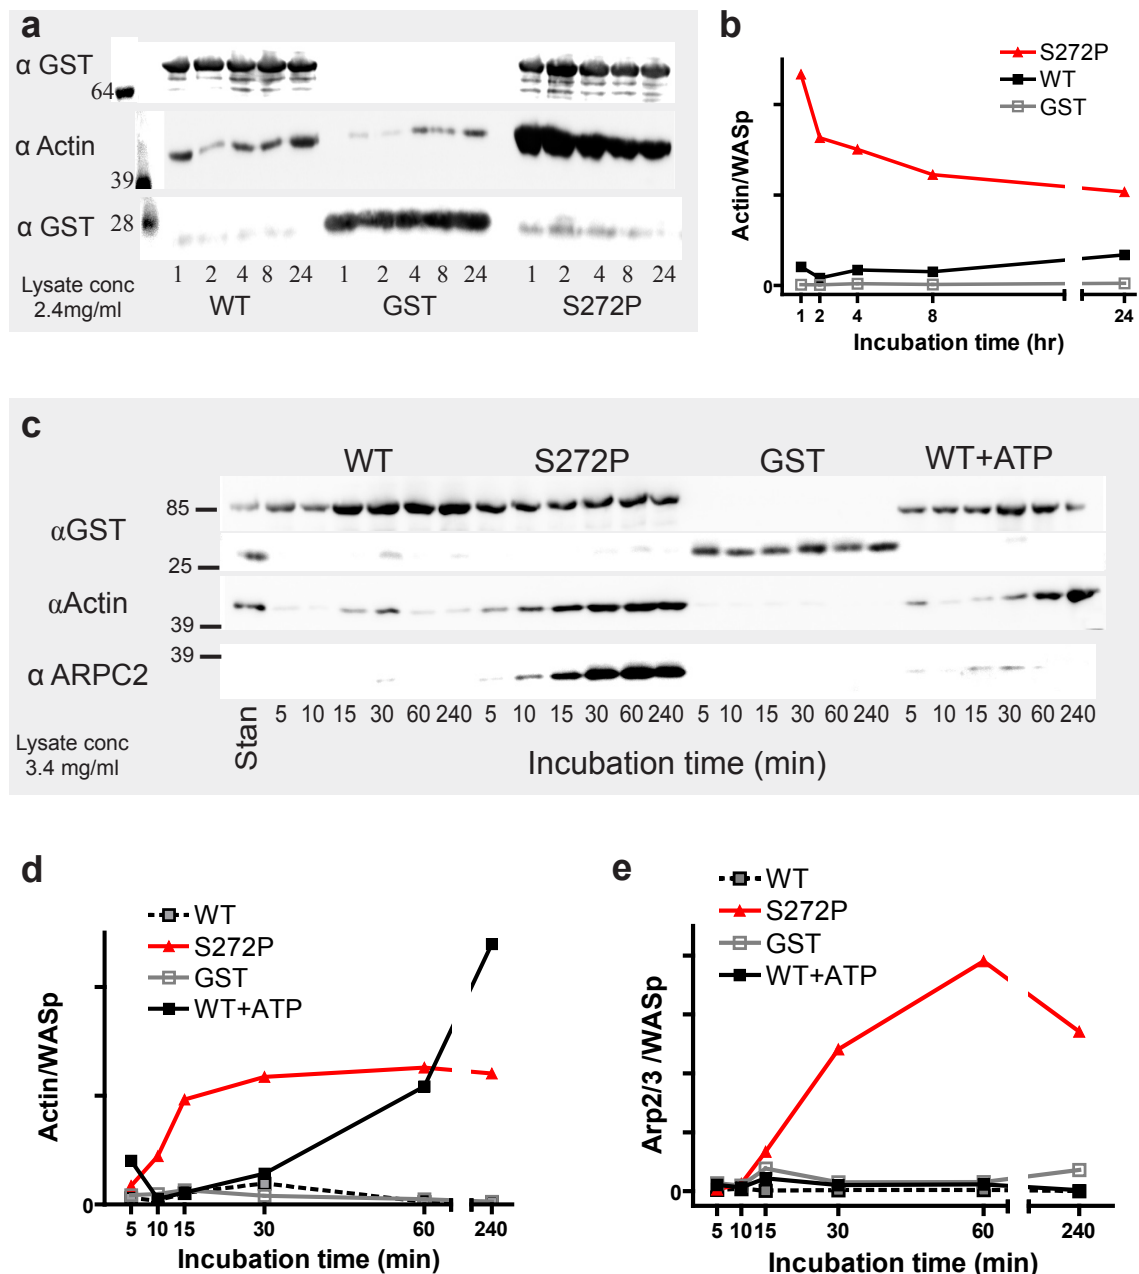 a
α GST
64
α Actin
39
α GST
28
1 2 4 8 24 1 2 4 8 24 1 2 4 8 24
Lysate conc
2.4mg/ml
WT GST S272P
b
S272P
WT
GST
Actin/WASp
0
1 2 4 8 24
Incubation time (hr)
c
WT S272P GST WT+ATP
85
αGST
25
αActin
39
39
α ARPC2
Stan 5 10 15 30 60 240 5 10 15 30 60 240 5 10 15 30 60 240 5 10 15 30 60 240
Lysate conc
3.4 mg/ml
Incubation time (min)
d
WT
S272P
GST
WT+ATP
Actin/WASp
0
5 10 15 30 60 240
Incubation time (min)
e
WT
S272P
GST
WT+ATP
Arp2/3 /WASp
0
5 10 15 30 60 240
Incubation time (min)